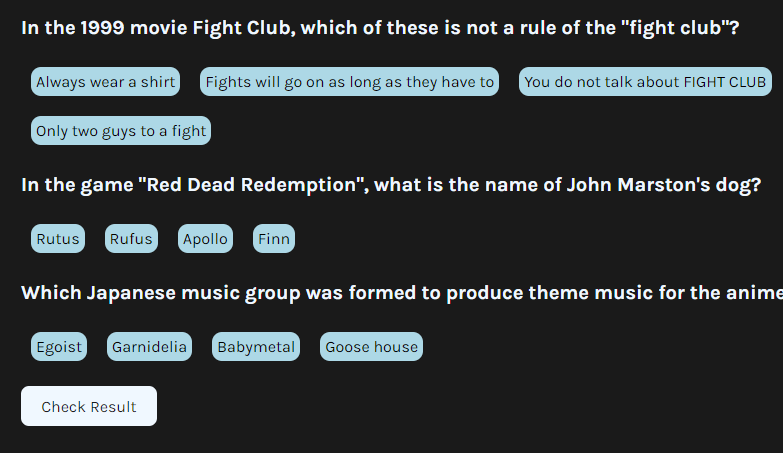 In the 1999 movie Fight Club, which of these is not a rule of the "fight club"?
Always wear a shirt Fights will go on as long as they have to You do not talk about FIGHT CLUB
Only two guys to a fight
In the game "Red Dead Redemption", what is the name of John Marston's dog?
Rutus Rufus Apollo Finn
Which Japanese music group was formed to produce theme music for the anime
Egoist Garnidelia Babymetal Goose house
Check Result